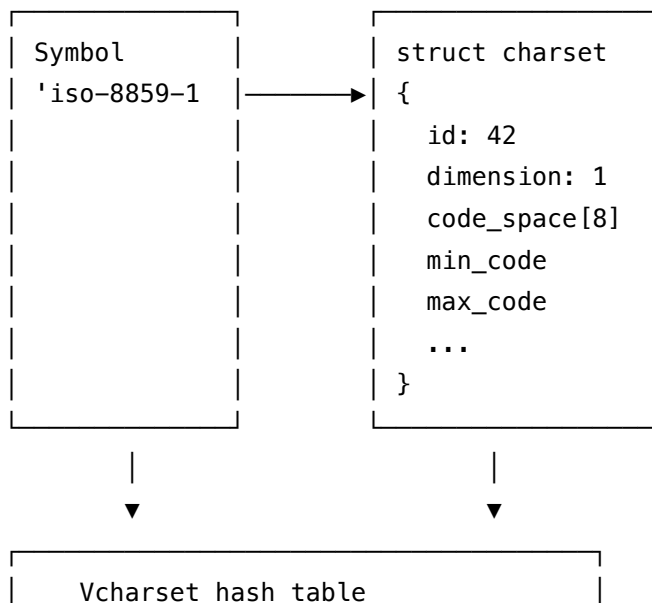 Symbol struct charset
'iso-8859-1 {
id: 42
dimension: 1
code_space[8]
min_code
max_code
...
}
Vcharset hash table